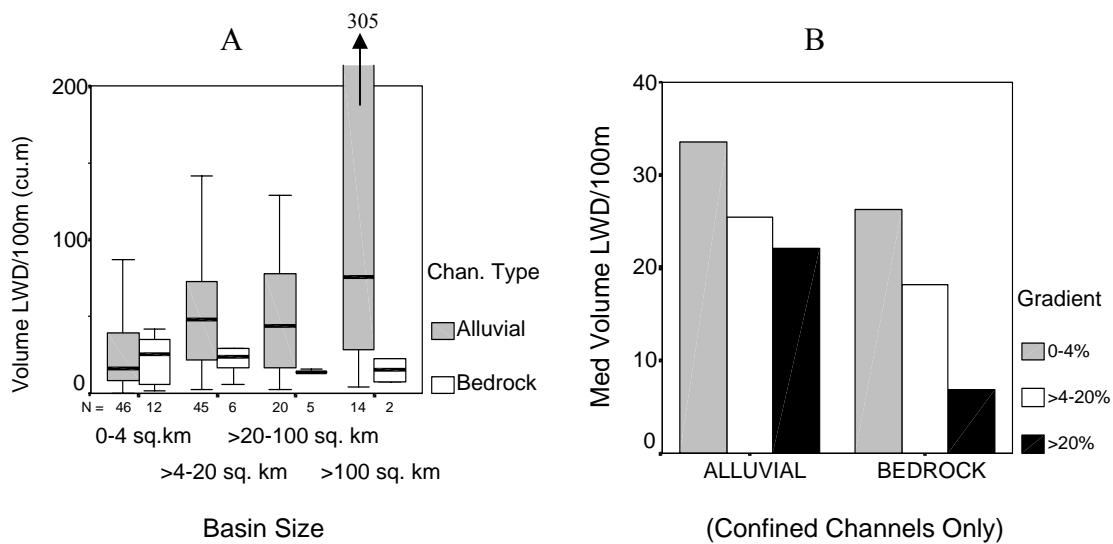 A
305
Volume LWD/100m (cu.m)
200
100
0
N = 46 12 45 6 20 5 14 2
0-4 sq.km >20-100 sq. km
>4-20 sq. km >100 sq. km
Basin Size
Chan. Type
Alluvial
Bedrock
B
Med Volume LWD/100m
40
30
20
10
0
ALLUVIAL BEDROCK
(Confined Channels Only)
Gradient
0-4%
>4-20%
>20%